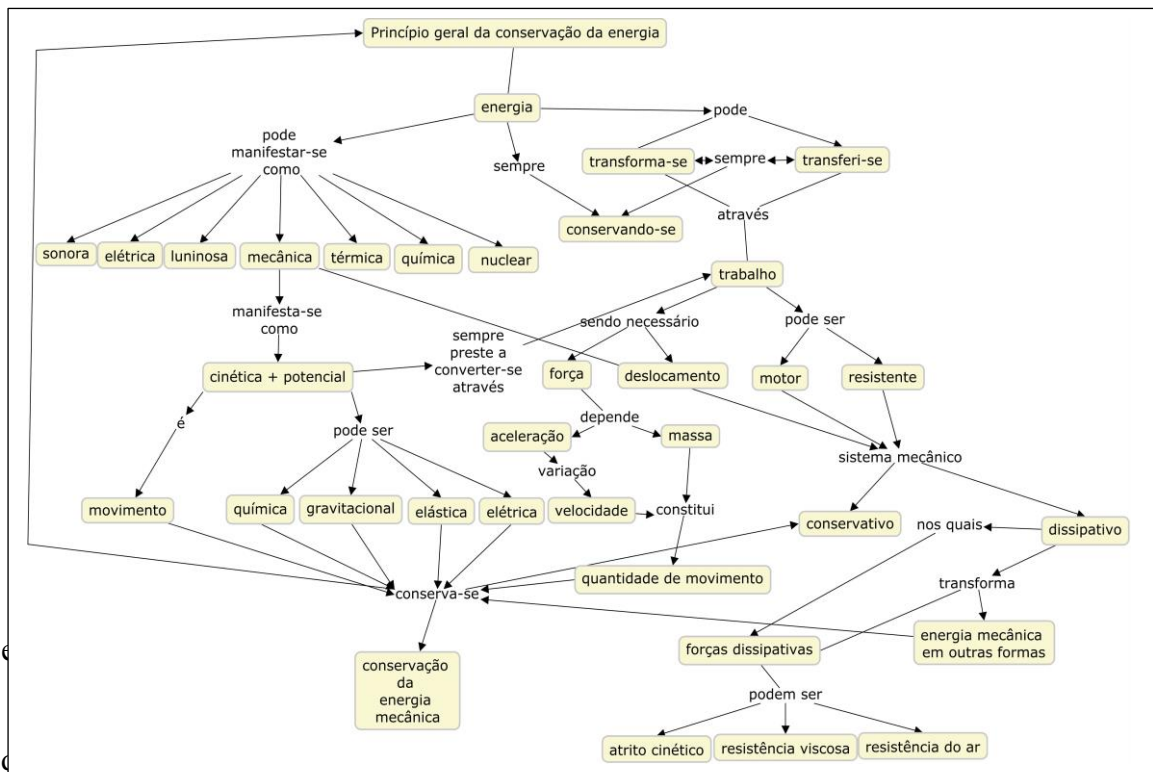 Princípio geral da conservação da energia
energia
pode
pode
manifestar-se
como
sempre
transforma-se
sempre
transferi-se
conservando-se
através
sonora
elétrica
luninosa
mecânica
térmica
química
nuclear
trabalho
manifesta-se
como
sempre
preste a
converter-se
através
sendo necessário
pode ser
cinética + potencial
força
deslocamento
motor
resistente
é
pode ser
depende
aceleração
massa
sistema mecânico
variação
movimento
química
gravitacional
elástica
elétrica
velocidade
constitui
conservativo
nos quais
dissipativo
conserva-se
quantidade de movimento
transforma
forças dissipativas
energia mecânica
em outras formas
conservação
da
energia
mecânica
podem ser
atrito cinético
resistência viscosa
resistência do ar